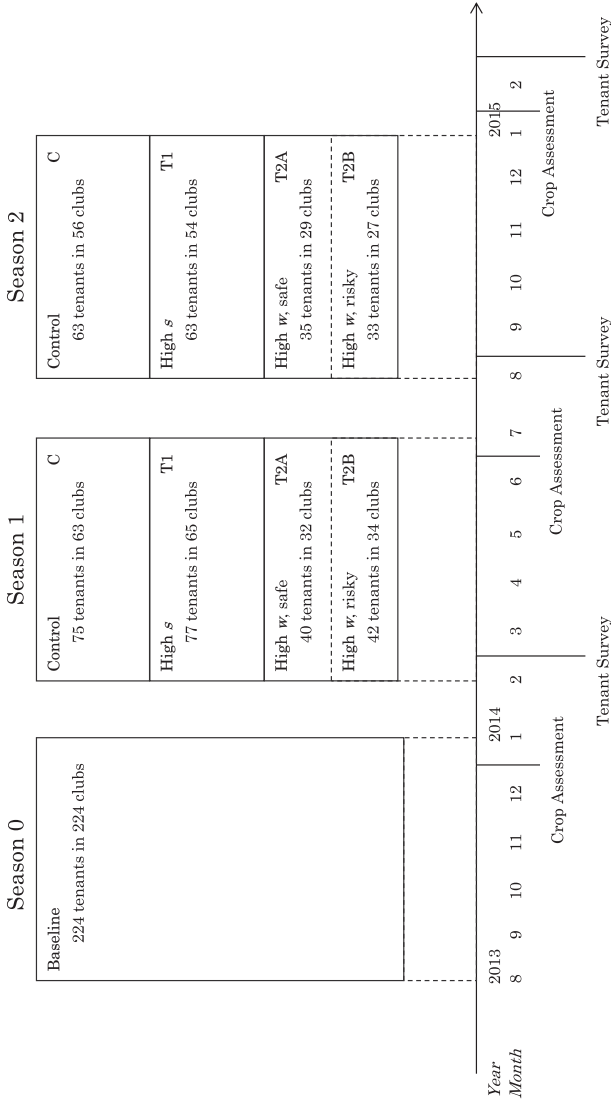 Season 0
Season 1
Season 2
Baseline
224 tenants in 224 clubs
Control C
75 tenants in 63 clubs
High s T1
77 tenants in 65 clubs
High w, safe T2A
40 tenants in 32 clubs
High w, risky T2B
42 tenants in 34 clubs
Control C
63 tenants in 56 clubs
High s T1
63 tenants in 54 clubs
High w, safe T2A
35 tenants in 29 clubs
High w, risky T2B
33 tenants in 27 clubs
Year 2013 2014 2015
Month 8 9 10 11 12 1 2 3 4 5 6 7 8 9 10 11 12 1 2
Crop Assessment Crop Assessment Crop Assessment
Tenant Survey Tenant Survey Tenant Survey